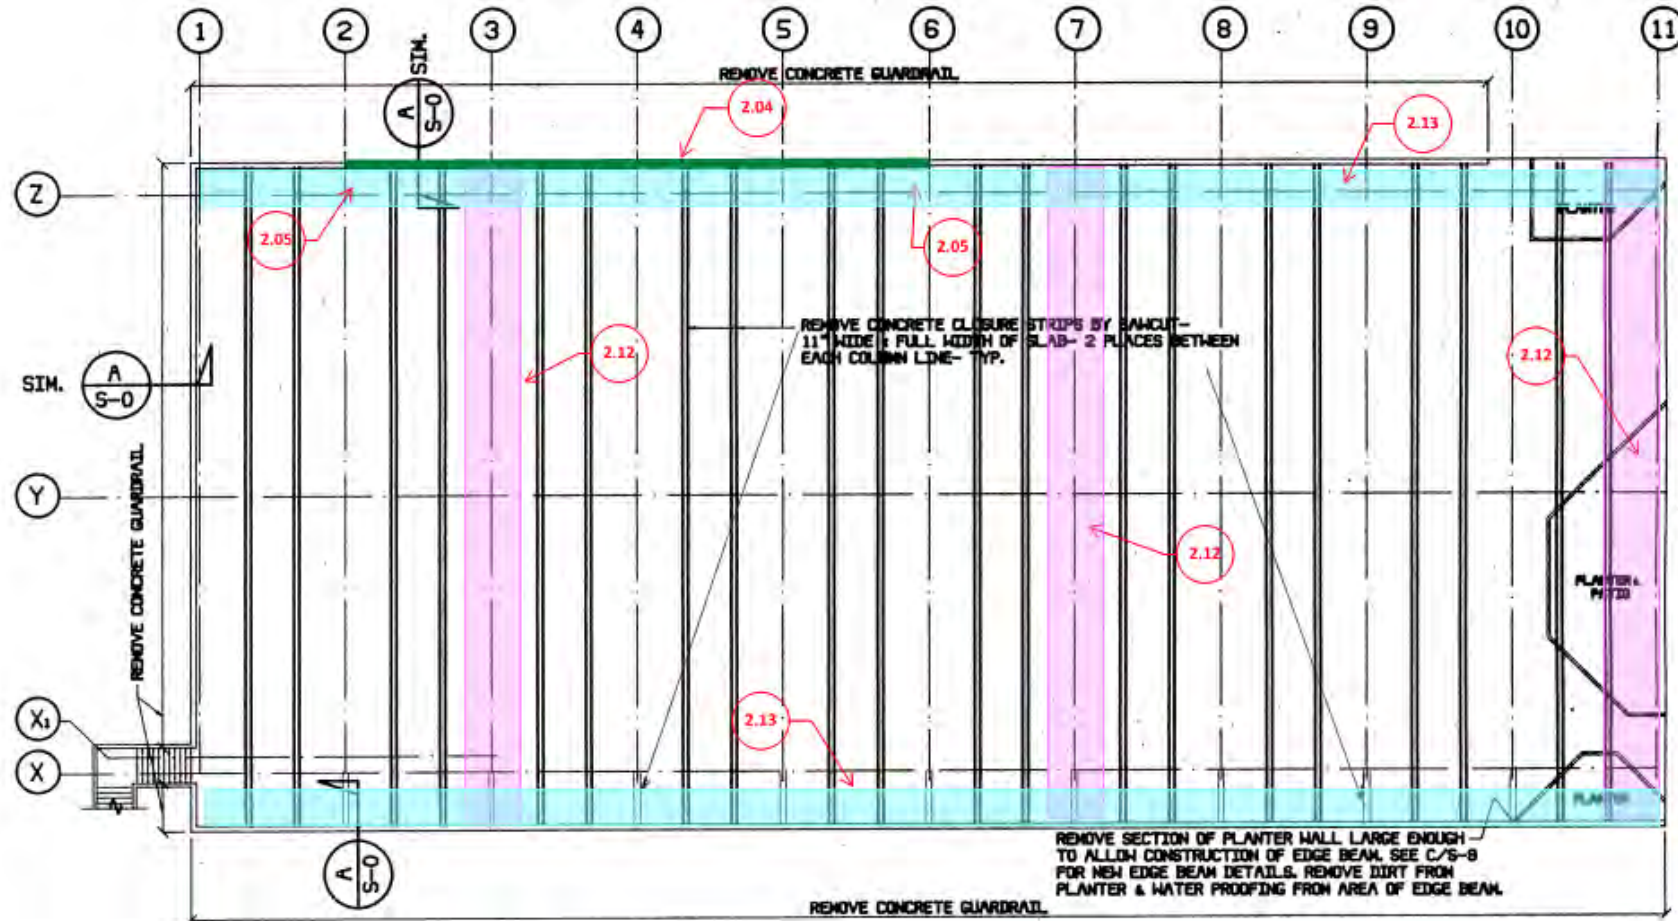 1 2 3 4 5 6 7 8 9 10 11
SIM.
REMOVE CONCRETE GUARDRAIL
A
S-0
2.04
2.13
Z
2.05
2.05
REMOVE CONCRETE CLOSURE STRIPS BY SAWCUT-
11" WIDE & FULL WIDTH OF SLAB- 2 PLACES BETWEEN
EACH COLUMN LINE- TYP.
2.12
2.12
SIM.
A
S-0
REMOVE CONCRETE GUARDRAIL
Y
2.12
PLANTER &
PATIO
X₁
2.13
X
PLANTER
A
S-0
REMOVE SECTION OF PLANTER WALL LARGE ENOUGH
TO ALLOW CONSTRUCTION OF EDGE BEAM. SEE C/S-8
FOR NEW EDGE BEAM DETAILS. REMOVE DIRT FROM
PLANTER & WATER PROOFING FROM AREA OF EDGE BEAM.
REMOVE CONCRETE GUARDRAIL